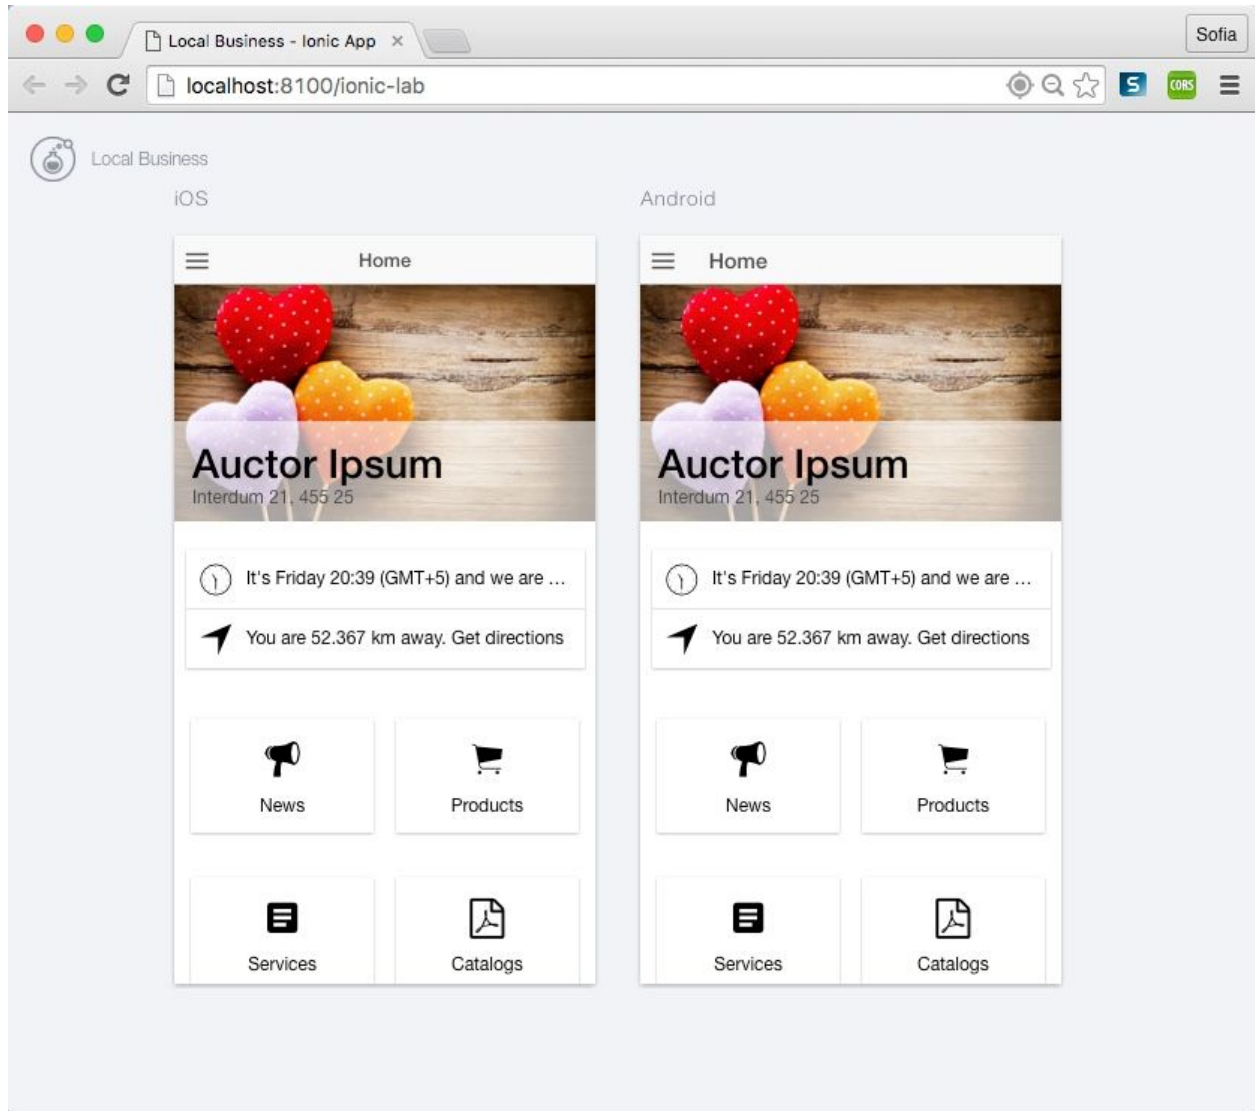 Local Business - Ionic App
Sofia
localhost:8100/ionic-lab
S
CORS
Local Business
iOS
Android
Home
Auctor Ipsum
Interdum 21, 455 25
It's Friday 20:39 (GMT+5) and we are ...
You are 52.367 km away. Get directions
News
Products
Services
Catalogs
Home
Auctor Ipsum
Interdum 21, 455 25
It's Friday 20:39 (GMT+5) and we are ...
You are 52.367 km away. Get directions
News
Products
Services
Catalogs